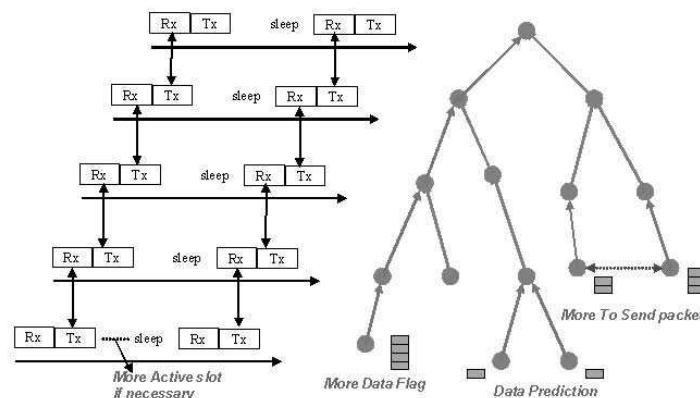 Rx Tx sleep Rx Tx
Rx Tx sleep Rx Tx
Rx Tx sleep Rx Tx
Rx Tx sleep Rx Tx
Rx Tx sleep Rx Tx
More Active slot
if necessary
More Data Flag
Data Prediction
More To Send packe